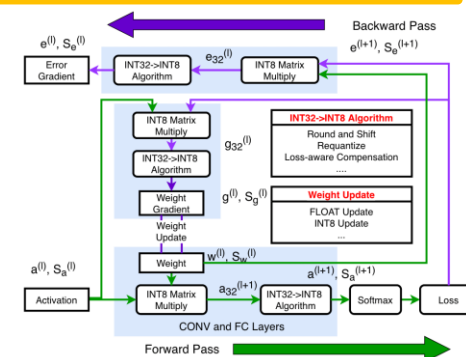 Backward Pass
e(l), Se(l)
e32(l)
e(l+1), Se(l+1)
Error
Gradient
INT32->INT8
Algorithm
INT8 Matrix
Multiply
INT8 Matrix
Multiply
g32(l)
INT32->INT8
Algorithm
INT32->INT8 Algorithm
Round and Shift
Requantize
Loss-aware Compensation
....
Weight
Gradient
g(l), Sg(l)
Weight
Update
Weight Update
FLOAT Update
INT8 Update
...
Weight
w(l), Sw(l)
a(l), Sa(l)
a32(l+1)
a(l+1), Sa(l+1)
Activation
INT8 Matrix
Multiply
INT32->INT8
Algorithm
Softmax
Loss
CONV and FC Layers
Forward Pass